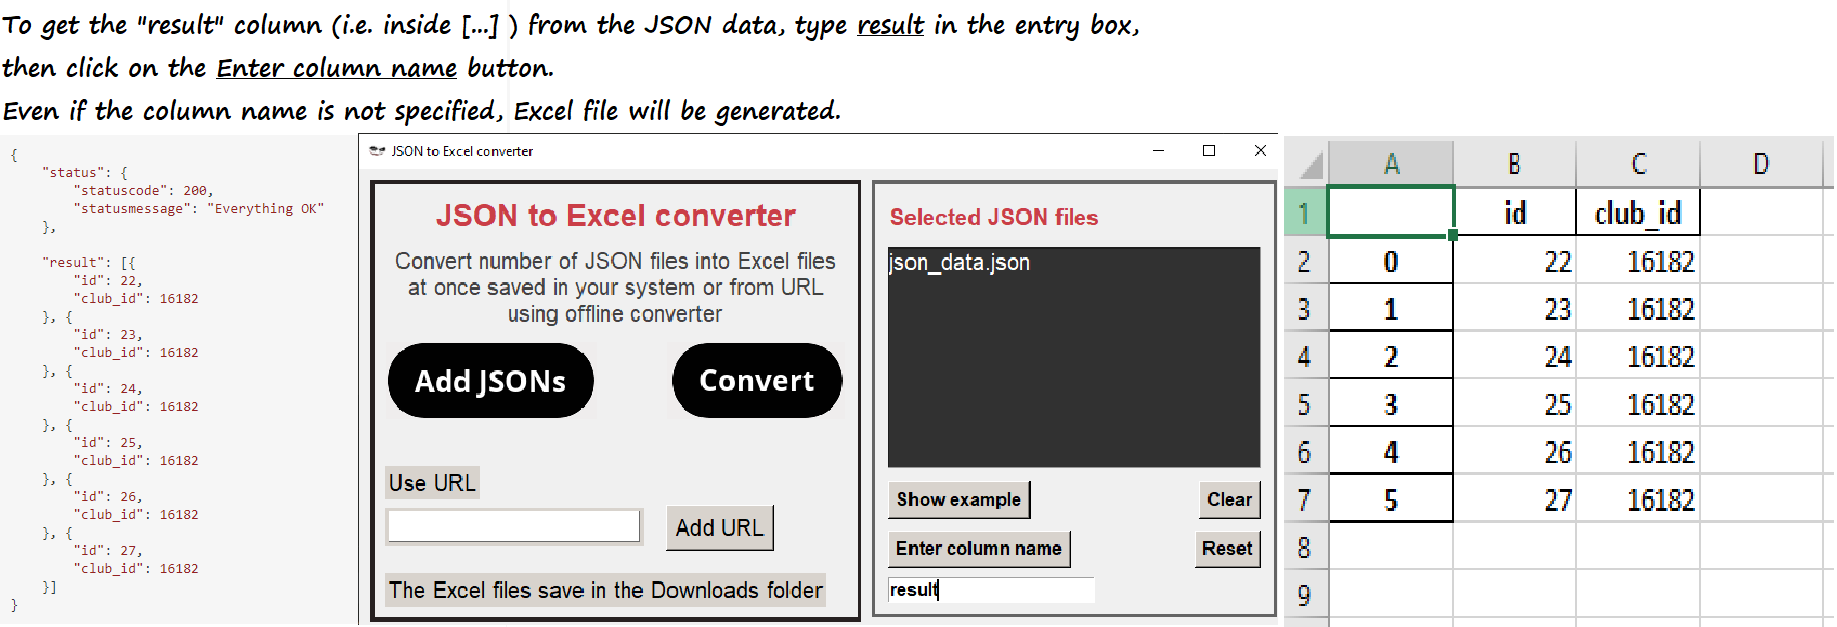 To get the "result" column (i.e. inside [...] ) from the JSON data, type result in the entry box,
then click on the Enter column name button.
Even if the column name is not specified, Excel file will be generated.
{
"status": {
"statuscode": 200,
"statusmessage": "Everything OK"
},
"result": [{
"id": 22,
"club_id": 16182
}, {
"id": 23,
"club_id": 16182
}, {
"id": 24,
"club_id": 16182
}, {
"id": 25,
"club_id": 16182
}, {
"id": 26,
"club_id": 16182
}, {
"id": 27,
"club_id": 16182
}]
}
JSON to Excel converter
JSON to Excel converter
Convert number of JSON files into Excel files
at once saved in your system or from URL
using offline converter
Add JSONs
Convert
Use URL
Add URL
The Excel files save in the Downloads folder
Selected JSON files
json_data.json
Show example
Clear
Enter column name
Reset
result
A B C D
1 id club_id
2 0 22 16182
3 1 23 16182
4 2 24 16182
5 3 25 16182
6 4 26 16182
7 5 27 16182
8
9